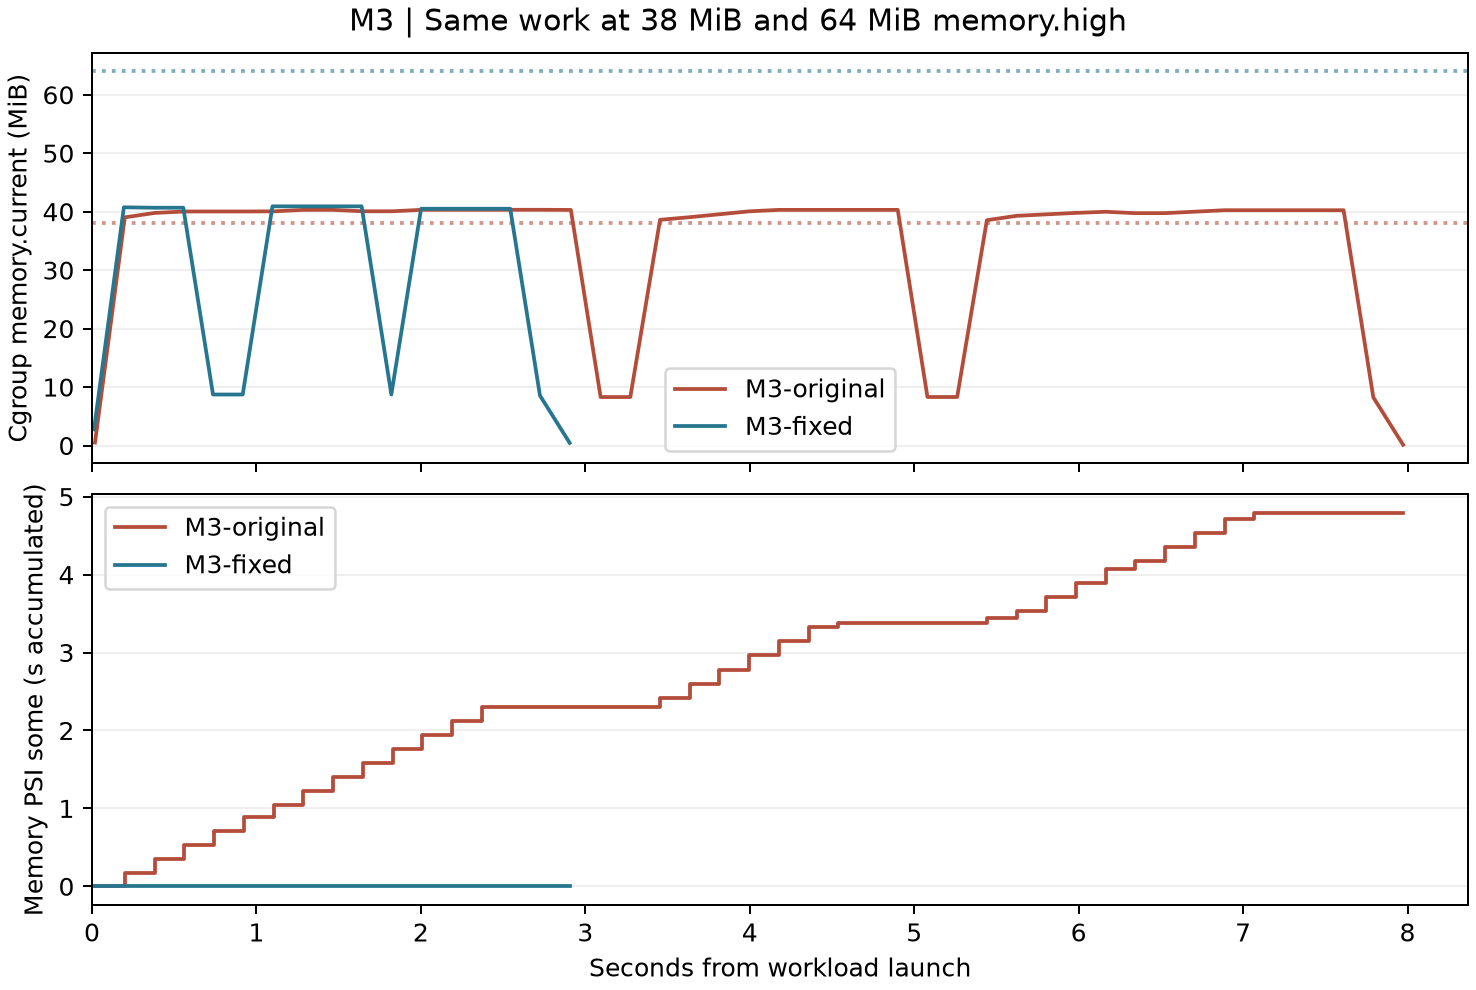 M3 | Same work at 38 MiB and 64 MiB memory.high
Cgroup memory.current (MiB)
60
50
40
30
20
10
0
M3-original
M3-fixed
Memory PSI some (s accumulated)
5
4
3
2
1
0
M3-original
M3-fixed
0 1 2 3 4 5 6 7 8
Seconds from workload launch